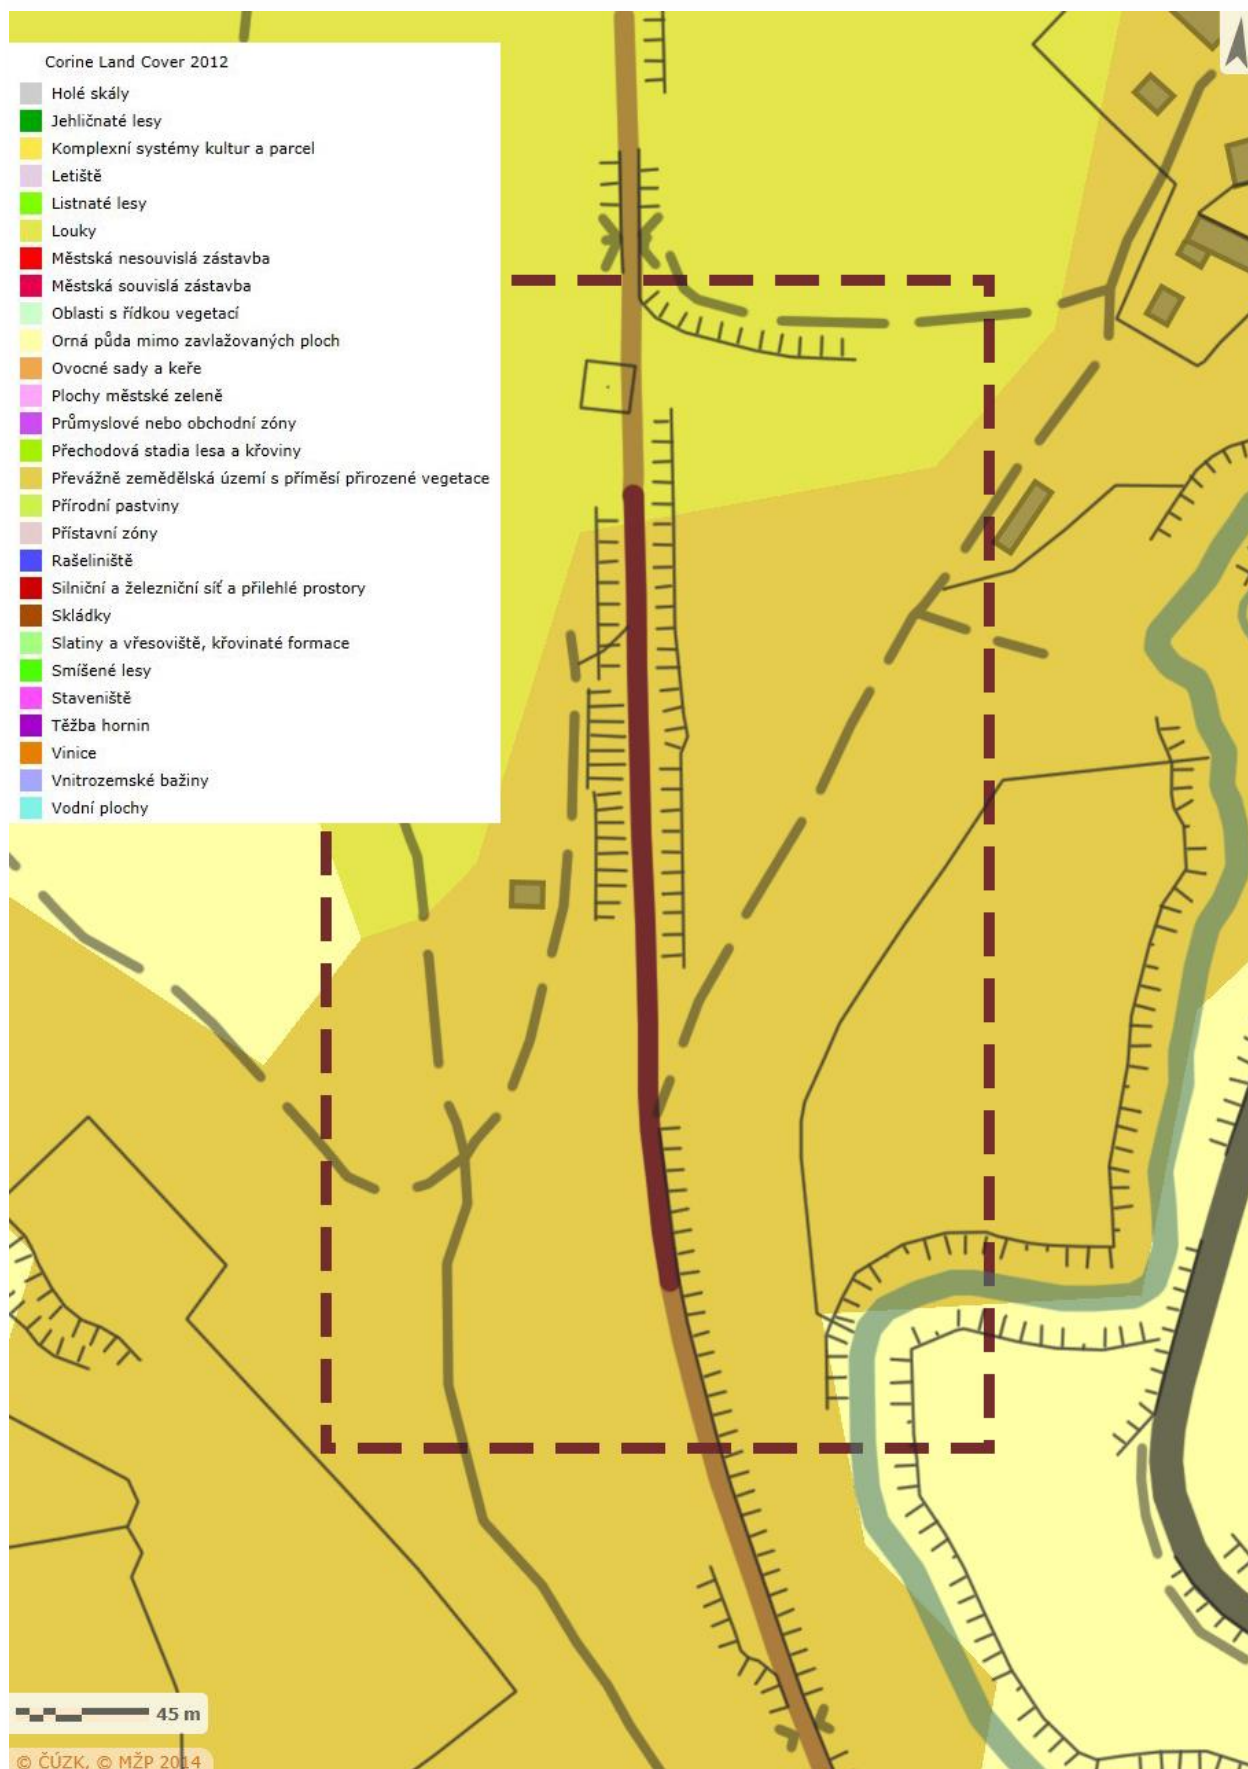 Corine Land Cover 2012
Holé skály
Jehličnaté lesy
Komplexní systémy kultur a parcel
Letiště
Listnaté lesy
Louky
Městská nesouvislá zástavba
Městská souvislá zástavba
Oblasti s řídkou vegetací
Orná půda mimo zavlažovaných ploch
Ovocné sady a keře
Plochy městské zeleně
Průmyslové nebo obchodní zóny
Přechodová stadia lesa a křoviny
Převážně zemědělská území s příměsí přirozené vegetace
Přírodní pastviny
Přístavní zóny
Rašeliniště
Silniční a železniční síť a přilehlé prostory
Skládky
Slatiny a vřesoviště, křovinaté formace
Smíšené lesy
Staveniště
Těžba hornin
Vinice
Vnitrozemské bažiny
Vodní plochy
45 m
© ČÚZK, © MŽP 2014